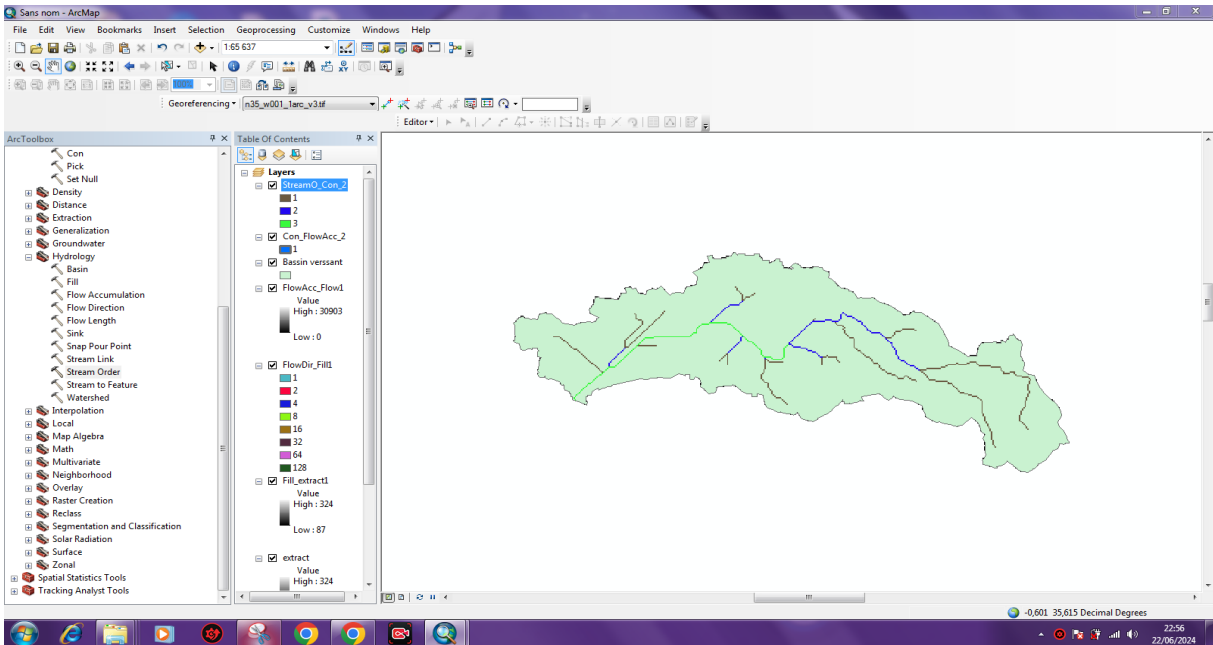 Sans nom - ArcMap
File Edit View Bookmarks Insert Selection Geoprocessing Customize Windows Help
1:65 637
100%
Georeferencing n35_w001_1arc_v3.tif
Editor
ArcToolbox
Con
Pick
Set Null
Density
Distance
Extraction
Generalization
Groundwater
Hydrology
Basin
Fill
Flow Accumulation
Flow Direction
Flow Length
Sink
Snap Pour Point
Stream Link
Stream Order
Stream to Feature
Watershed
Interpolation
Local
Map Algebra
Math
Multivariate
Neighborhood
Overlay
Raster Creation
Reclass
Segmentation and Classification
Solar Radiation
Surface
Zonal
Spatial Statistics Tools
Tracking Analyst Tools
Table Of Contents
Layers
StreamO_Con_2
1
2
3
Con_FlowAcc_2
1
Bassin verssant
FlowAcc_Flow1
Value
High : 30903
Low : 0
FlowDir_Fill1
1
2
4
8
16
32
64
128
Fill_extract1
Value
High : 324
Low : 87
extract
Value
High : 324
-0,601 35,615 Decimal Degrees
22:56
22/06/2024